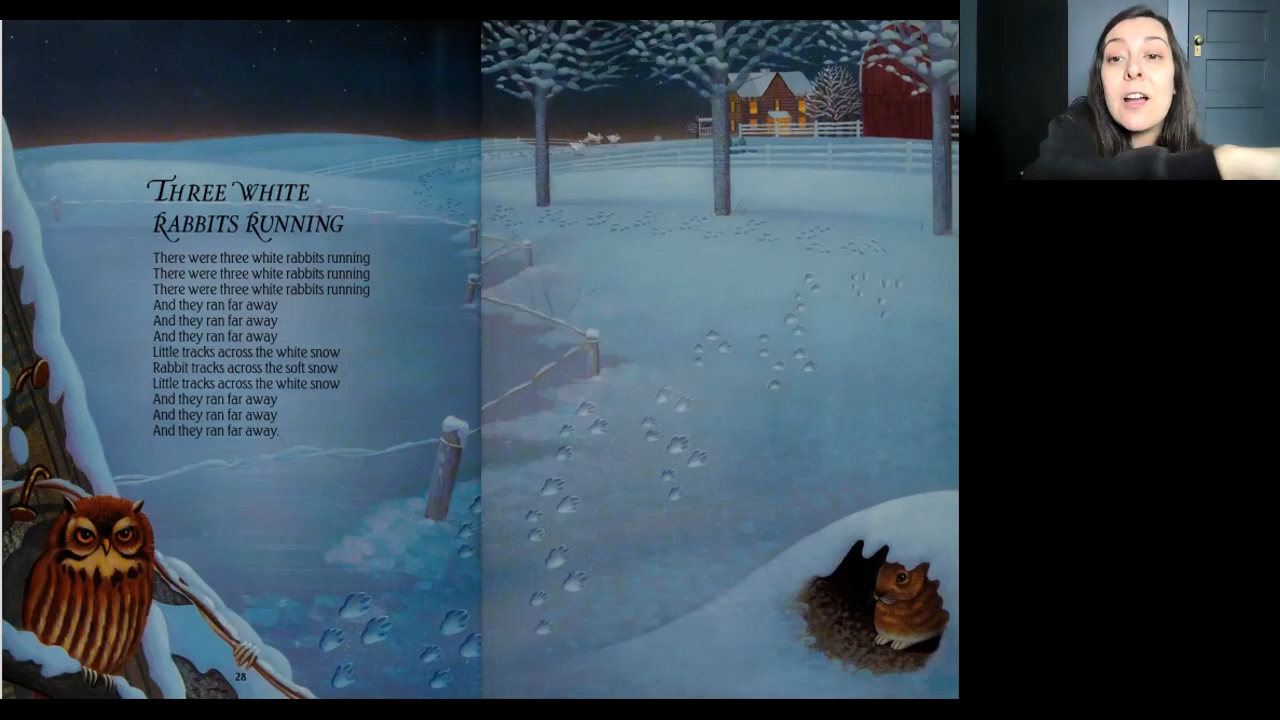 THREE WHITE
RABBITS RUNNING
There were three white rabbits running
There were three white rabbits running
There were three white rabbits running
And they ran far away
And they ran far away
And they ran far away
Little tracks across the white snow
Rabbit tracks across the soft snow
Little tracks across the white snow
And they ran far away
And they ran far away
And they ran far away.
28